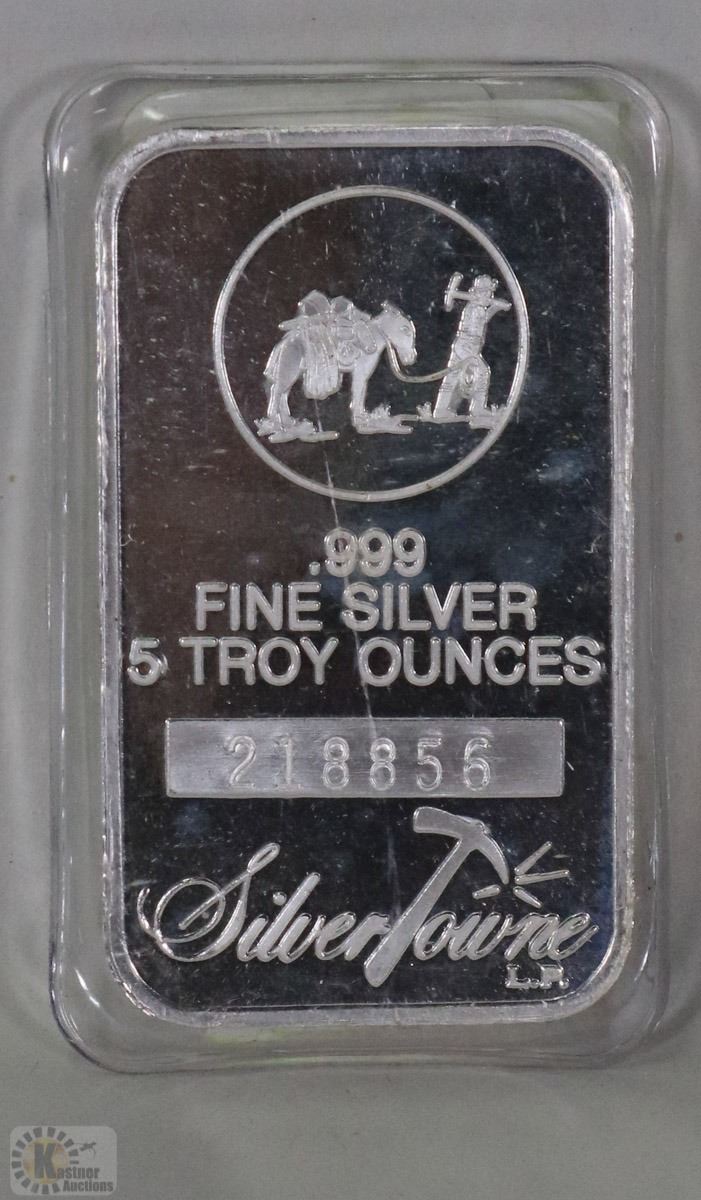 .999
FINE SILVER
5 TROY OUNCES
218856
SilverTowne
L.P.
Kastner
Auctions